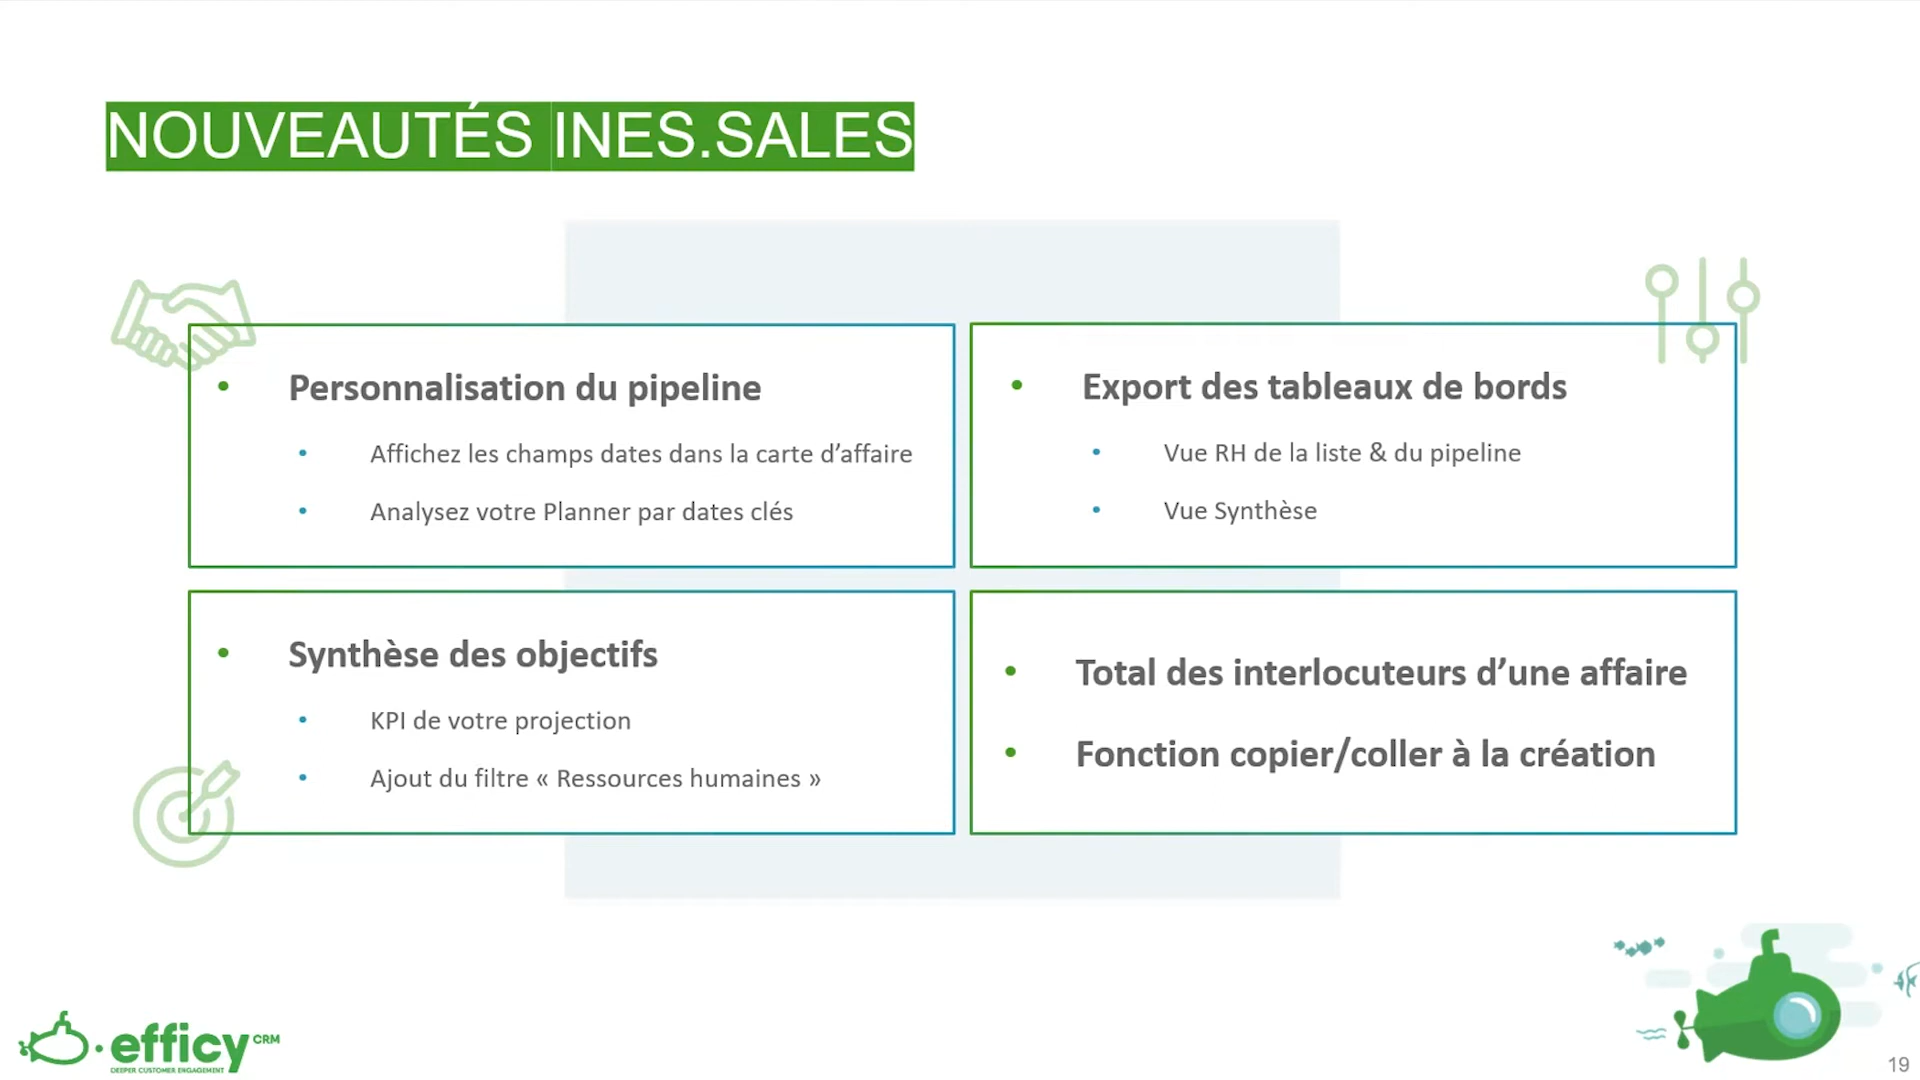 NOUVEAUTÉS INES.SALES
• Personnalisation du pipeline
• Affichez les champs dates dans la carte d’affaire
• Analysez votre Planner par dates clés
• Export des tableaux de bords
• Vue RH de la liste & du pipeline
• Vue Synthèse
• Synthèse des objectifs
• KPI de votre projection
• Ajout du filtre « Ressources humaines »
• Total des interlocuteurs d’une affaire
• Fonction copier/coller à la création
efficy CRM
DEEPER CUSTOMER ENGAGEMENT
19